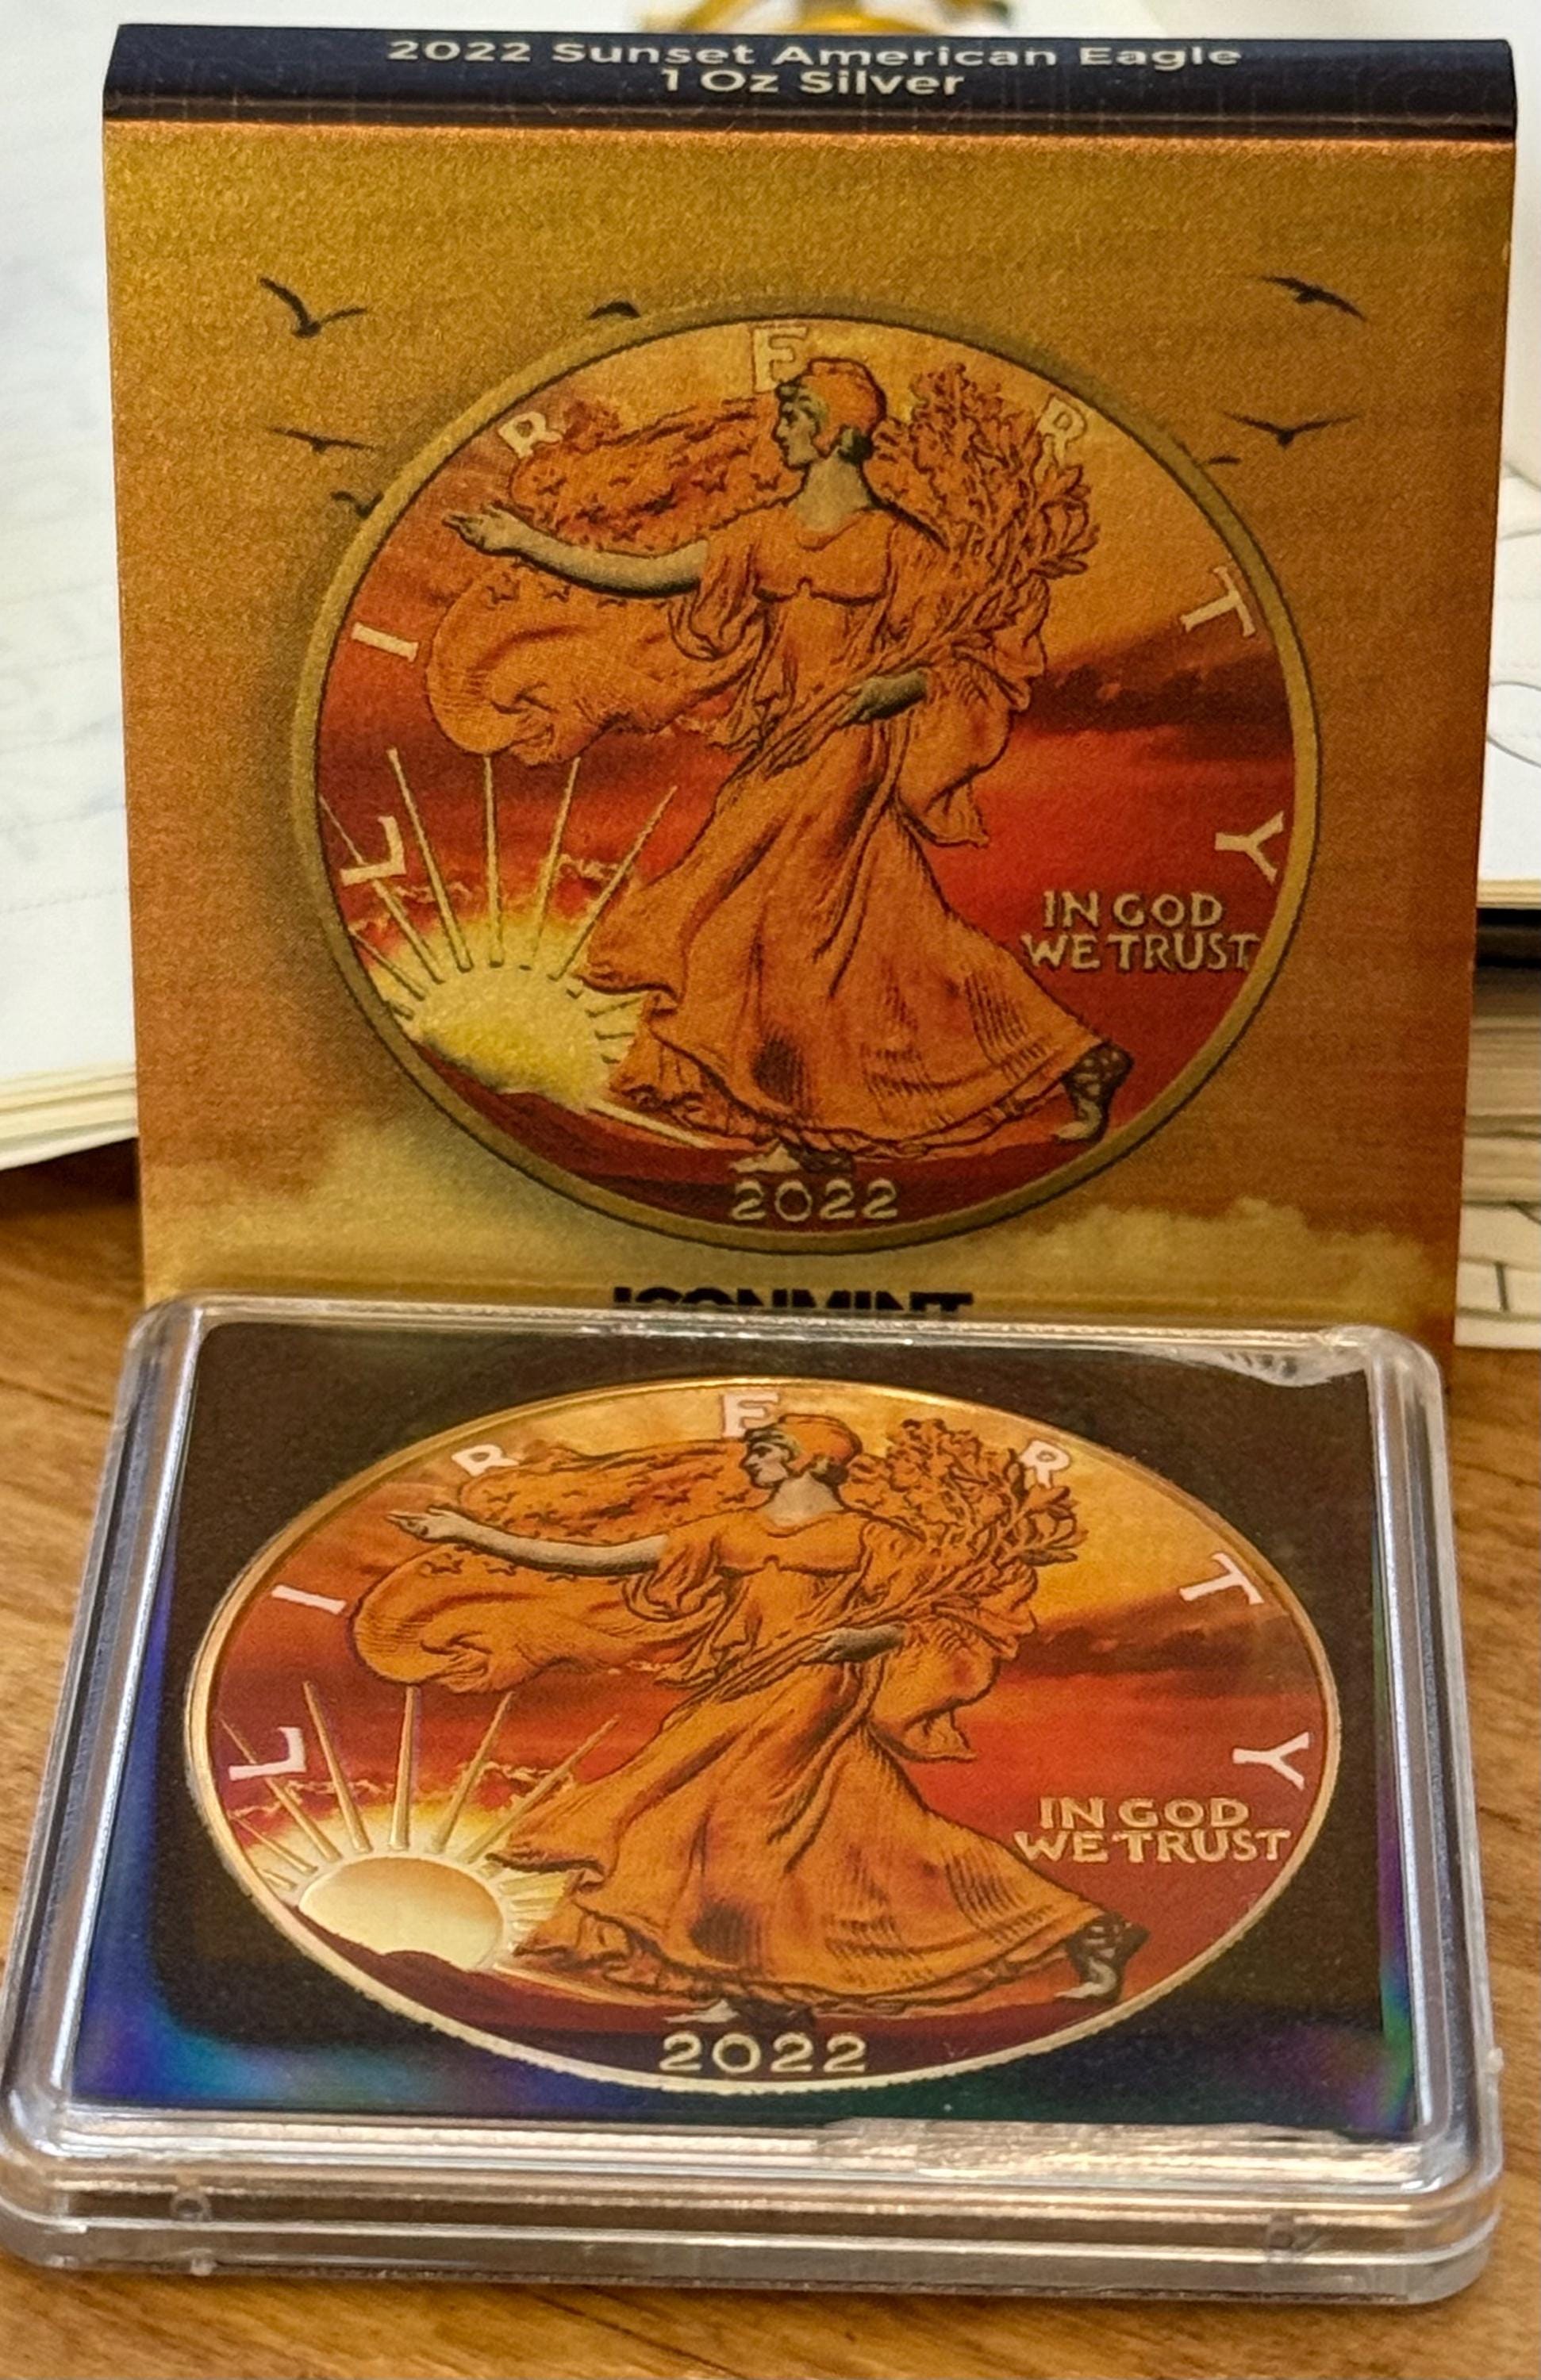 2022 Sunset American Eagle
1 Oz Silver
LIBERTY
IN GOD
WE TRUST
2022
ICONMINT
LIBERTY
IN GOD
WE TRUST
2022